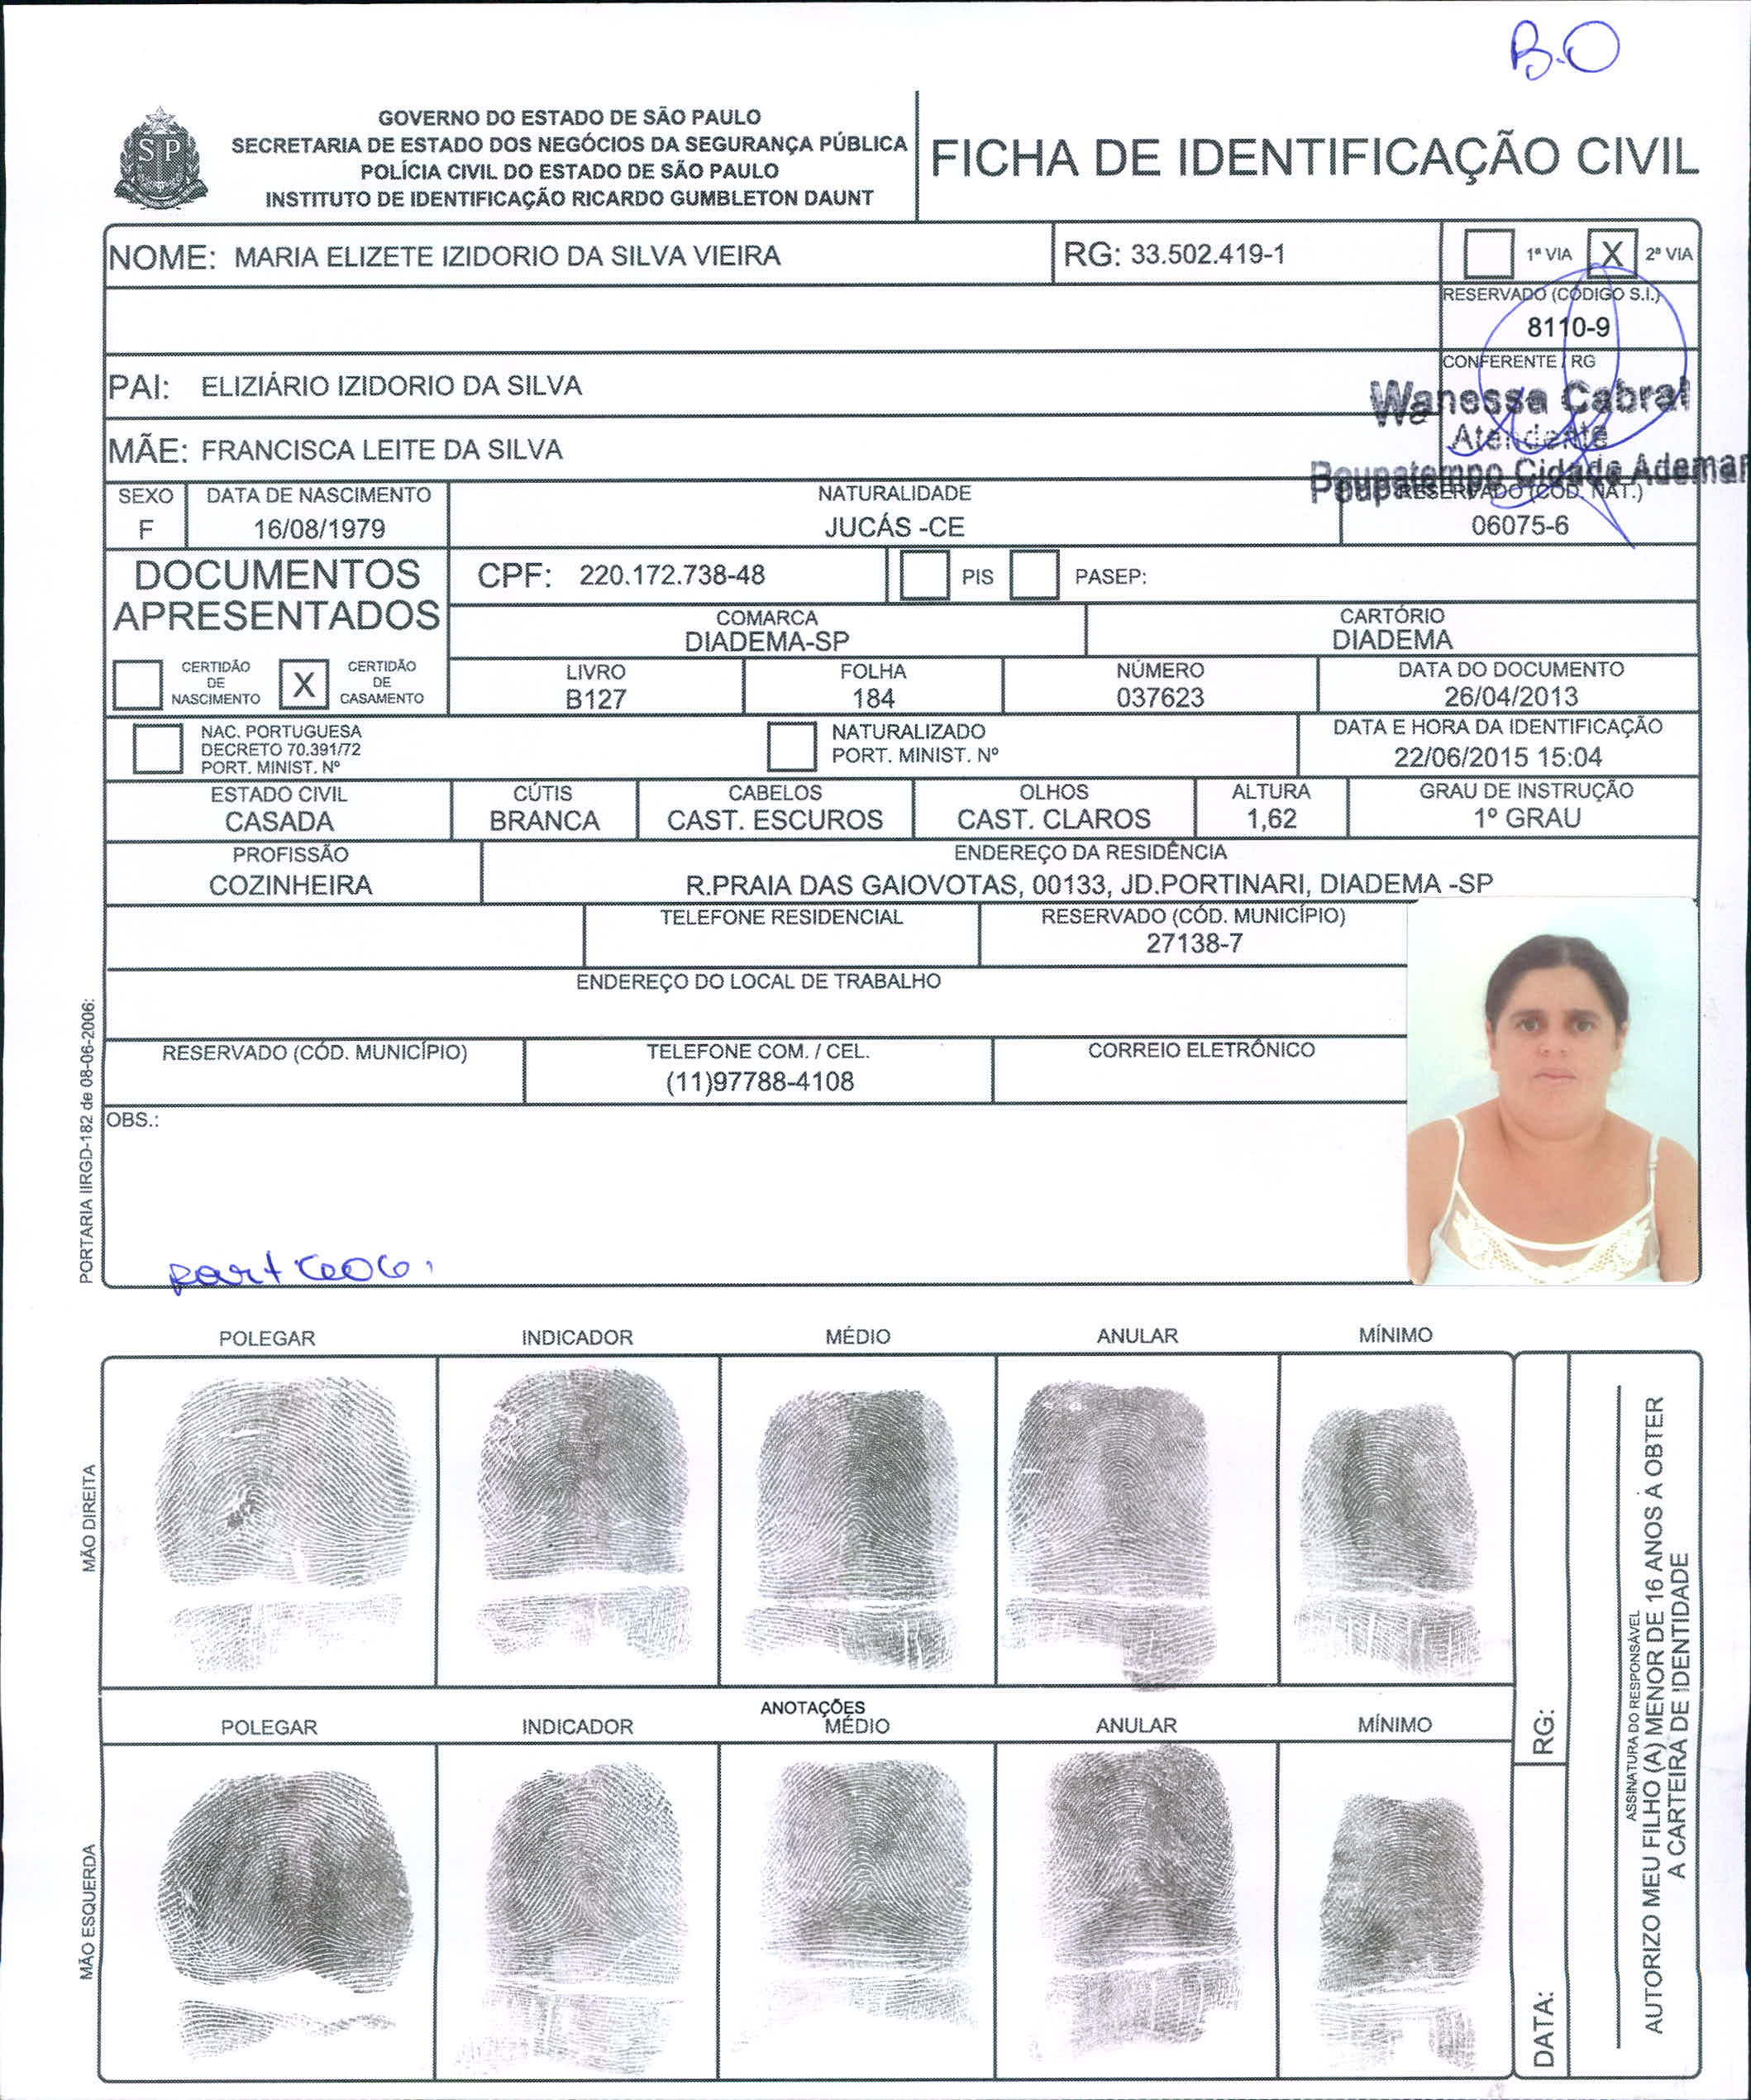 B.O
GOVERNO DO ESTADO DE SÃO PAULO
SECRETARIA DE ESTADO DOS NEGÓCIOS DA SEGURANÇA PÚBLICA
POLÍCIA CIVIL DO ESTADO DE SÃO PAULO
INSTITUTO DE IDENTIFICAÇÃO RICARDO GUMBLETON DAUNT
SP
FICHA DE IDENTIFICAÇÃO CIVIL
NOME: MARIA ELIZETE IZIDORIO DA SILVA VIEIRA
RG: 33.502.419-1
1ª VIA X 2ª VIA
RESERVADO (CÓDIGO S.I.)
8110-9
CONFERENTE / RG
Wanessa Cabral
Atendente
Poupatempo Cidade Ademar
PAI: ELIZIÁRIO IZIDORIO DA SILVA
MÃE: FRANCISCA LEITE DA SILVA
SEXO
F
DATA DE NASCIMENTO
16/08/1979
NATURALIDADE
JUCÁS -CE
RESERVADO (CÓD. NAT.)
06075-6
DOCUMENTOS
APRESENTADOS
CPF: 220.172.738-48
PIS
PASEP:
COMARCA
DIADEMA-SP
CARTÓRIO
DIADEMA
CERTIDÃO
DE
NASCIMENTO
X
CERTIDÃO
DE
CASAMENTO
LIVRO
B127
FOLHA
184
NÚMERO
037623
DATA DO DOCUMENTO
26/04/2013
NAC. PORTUGUESA
DECRETO 70.391/72
PORT. MINIST. Nº
NATURALIZADO
PORT. MINIST. Nº
DATA E HORA DA IDENTIFICAÇÃO
22/06/2015 15:04
ESTADO CIVIL
CASADA
CÚTIS
BRANCA
CABELOS
CAST. ESCUROS
OLHOS
CAST. CLAROS
ALTURA
1,62
GRAU DE INSTRUÇÃO
1º GRAU
PROFISSÃO
COZINHEIRA
ENDEREÇO DA RESIDÊNCIA
R.PRAIA DAS GAIOVOTAS, 00133, JD.PORTINARI, DIADEMA -SP
TELEFONE RESIDENCIAL
RESERVADO (CÓD. MUNICÍPIO)
27138-7
ENDEREÇO DO LOCAL DE TRABALHO
RESERVADO (CÓD. MUNICÍPIO)
TELEFONE COM. / CEL.
(11)97788-4108
CORREIO ELETRÔNICO
OBS.:
PORTARIA IIRGD-182 de 08-06-2006:
POLEGAR INDICADOR MÉDIO ANULAR MÍNIMO
MÃO DIREITA
ANOTAÇÕES
POLEGAR INDICADOR MÉDIO ANULAR MÍNIMO
MÃO ESQUERDA
RG:
DATA:
ASSINATURA DO RESPONSÁVEL
AUTORIZO MEU FILHO (A) MENOR DE 16 ANOS A OBTER
A CARTEIRA DE IDENTIDADE